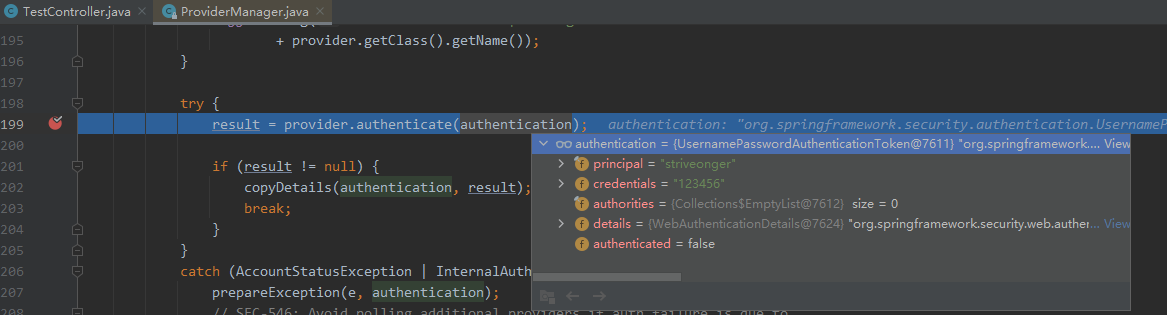 TestController.java × ProviderManager.java ×
195 + provider.getClass().getName());
196 }
197
198 try {
199 result = provider.authenticate(authentication); authentication: "org.springframework.security.authentication.UsernameP
200
201 if (result != null) {
202 copyDetails(authentication, result);
203 break;
204 }
205 }
206 catch (AccountStatusException | InternalAuth
207 prepareException(e, authentication);
208 // SEC-546: Avoid polling additional providers if auth failure is due to
authentication = {UsernamePasswordAuthenticationToken@7611} "org.springframework.... View
principal = "striveonger"
credentials = "123456"
authorities = {Collections$EmptyList@7612} size = 0
details = {WebAuthenticationDetails@7624} "org.springframework.security.web.auther... View
authenticated = false